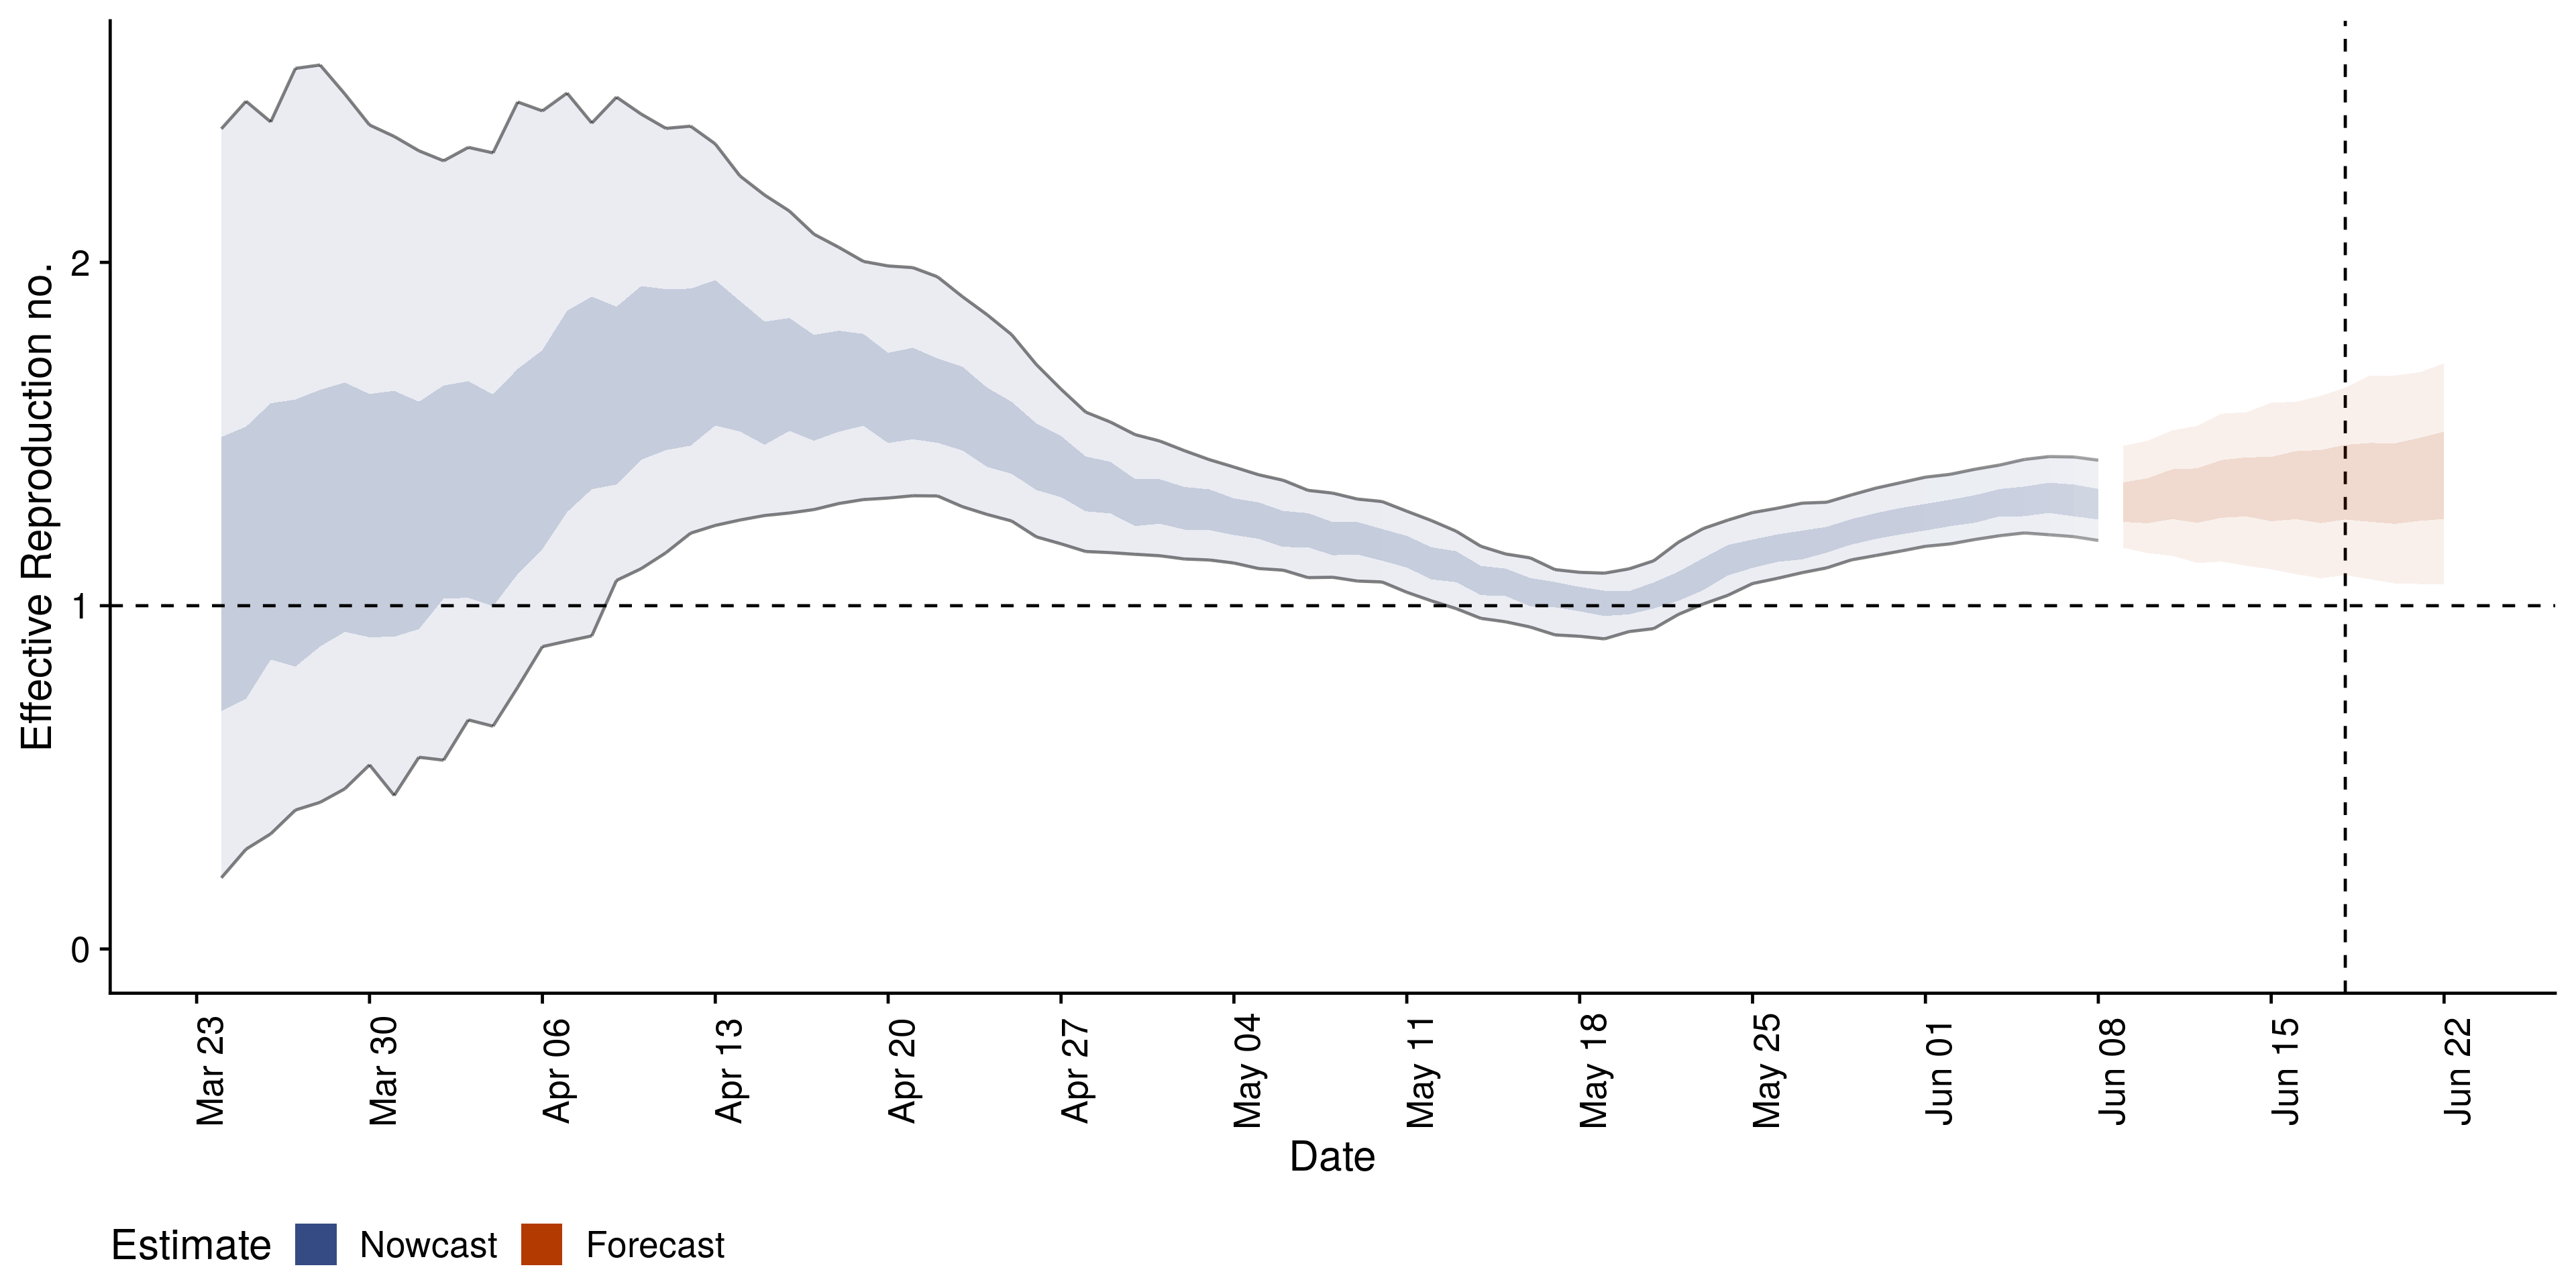 Effective Reproduction no.
2
1
0
Mar 23
Mar 30
Apr 06
Apr 13
Apr 20
Apr 27
May 04
May 11
May 18
May 25
Jun 01
Jun 08
Jun 15
Jun 22
Date
Estimate Nowcast Forecast